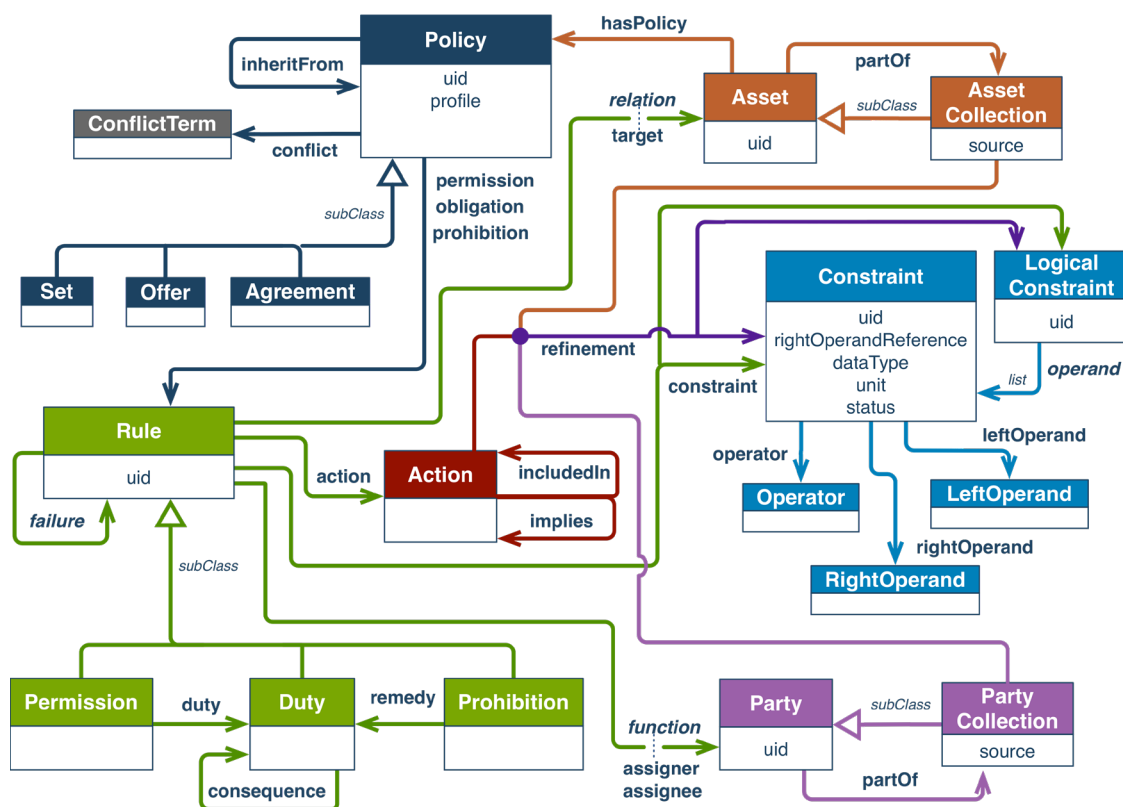 Policy
uid
profile
inheritFrom
hasPolicy
partOf
Asset
uid
Asset
Collection
source
subClass
relation
target
ConflictTerm
conflict
permission
obligation
prohibition
subClass
Set
Offer
Agreement
Constraint
uid
rightOperandReference
dataType
unit
status
Logical
Constraint
uid
refinement
constraint
list
operand
Rule
uid
failure
action
Action
includedIn
implies
operator
leftOperand
Operator
LeftOperand
rightOperand
RightOperand
subClass
Permission
duty
Duty
remedy
Prohibition
consequence
function
assigner
assignee
Party
uid
subClass
Party
Collection
source
partOf